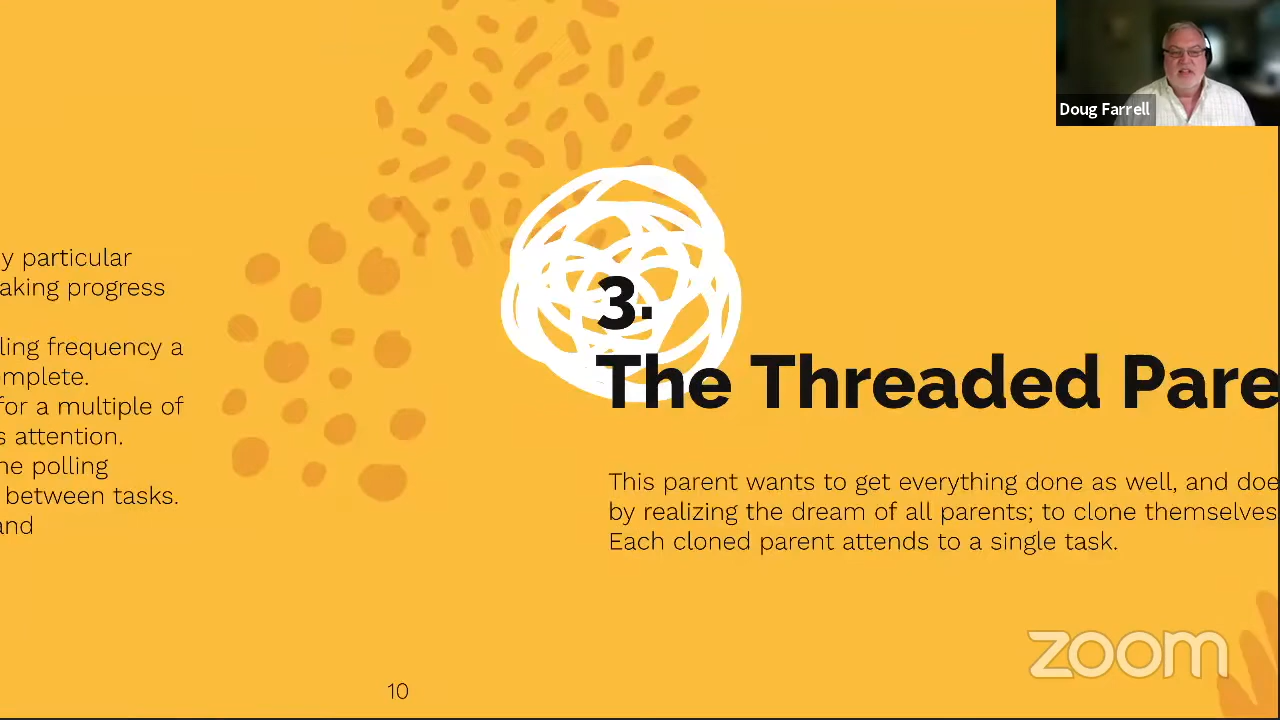 Doug Farrell
y particular
aking progress
ling frequency a
mplete.
for a multiple of
s attention.
ne polling
between tasks.
and
10
3.
The Threaded Pare
This parent wants to get everything done as well, and doe
by realizing the dream of all parents; to clone themselves
Each cloned parent attends to a single task.
zoom